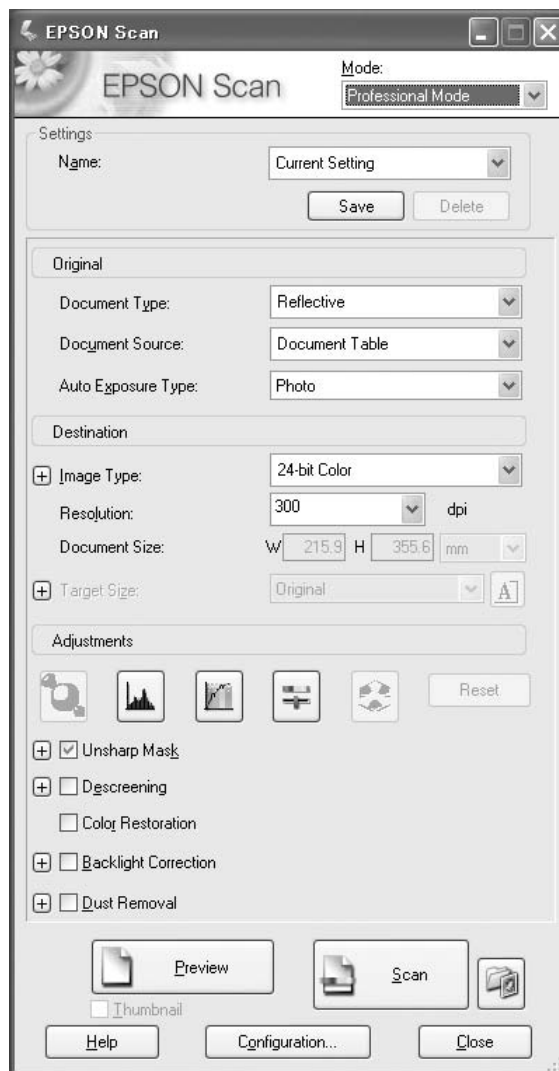 EPSON Scan
EPSON Scan
Mode:
Professional Mode
Settings
Name: Current Setting
Save Delete
Original
Document Type: Reflective
Document Source: Document Table
Auto Exposure Type: Photo
Destination
Image Type: 24-bit Color
Resolution: 300 dpi
Document Size: W 215.9 H 355.6 mm
Target Size: Original A
Adjustments
Reset
Unsharp Mask
Descreening
Color Restoration
Backlight Correction
Dust Removal
Preview Scan
Thumbnail
Help Configuration... Close